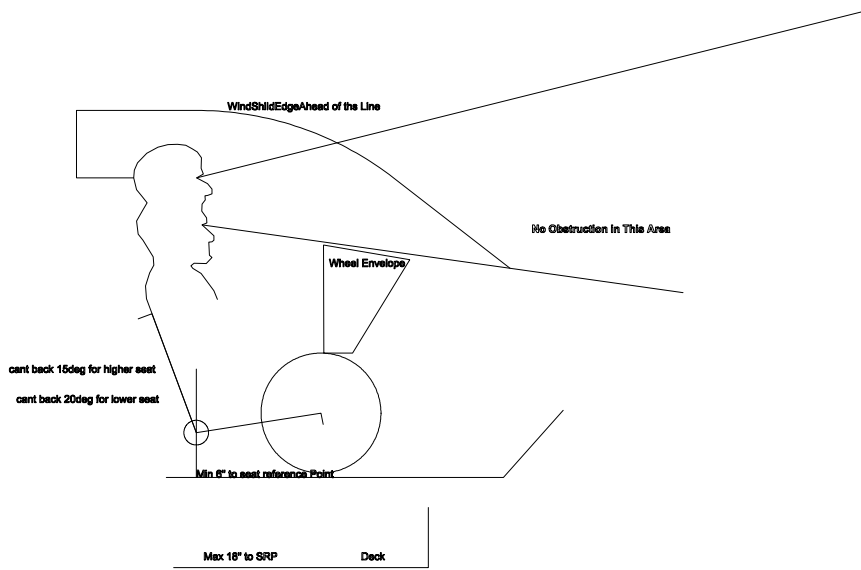 WindShildEdgeAhead of ths Line
No Obstruction in This Area
Wheel Envelope
cant back 15deg for higher seat
cant back 20deg for lower seat
Min 6" to seat reference Point
Max 16" to SRP
Deck